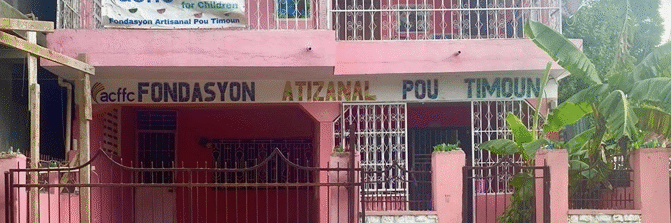 for Children
Fondasyon Artisanal Pou Timoun
acffc FONDASYON ATIZANAL POU TIMOUN